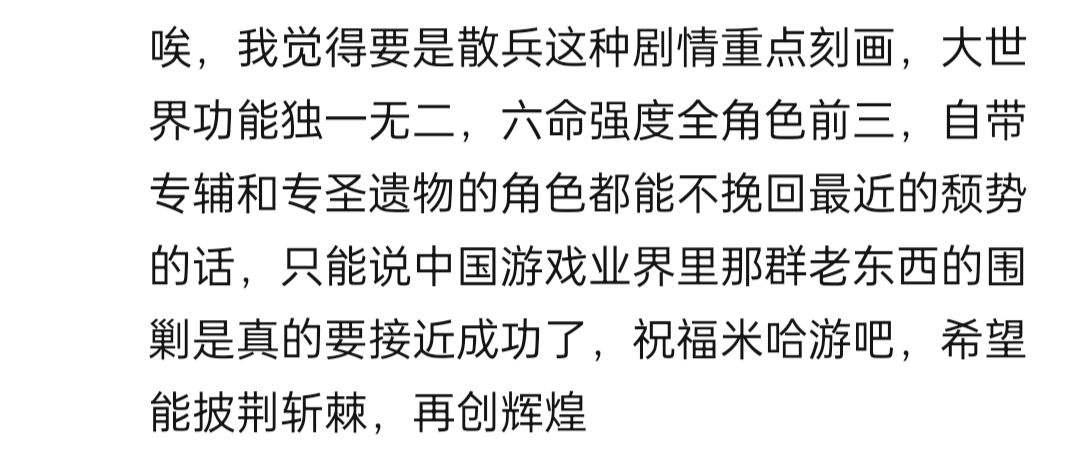 唉，我觉得要是散兵这种剧情重点刻画，大世
界功能独一无二，六命强度全角色前三，自带
专辅和专圣遗物的角色都能不挽回最近的颓势
的话，只能说中国游戏业界里那群老东西的围
剿是真的要接近成功了，祝福米哈游吧，希望
能披荆斩棘，再创辉煌